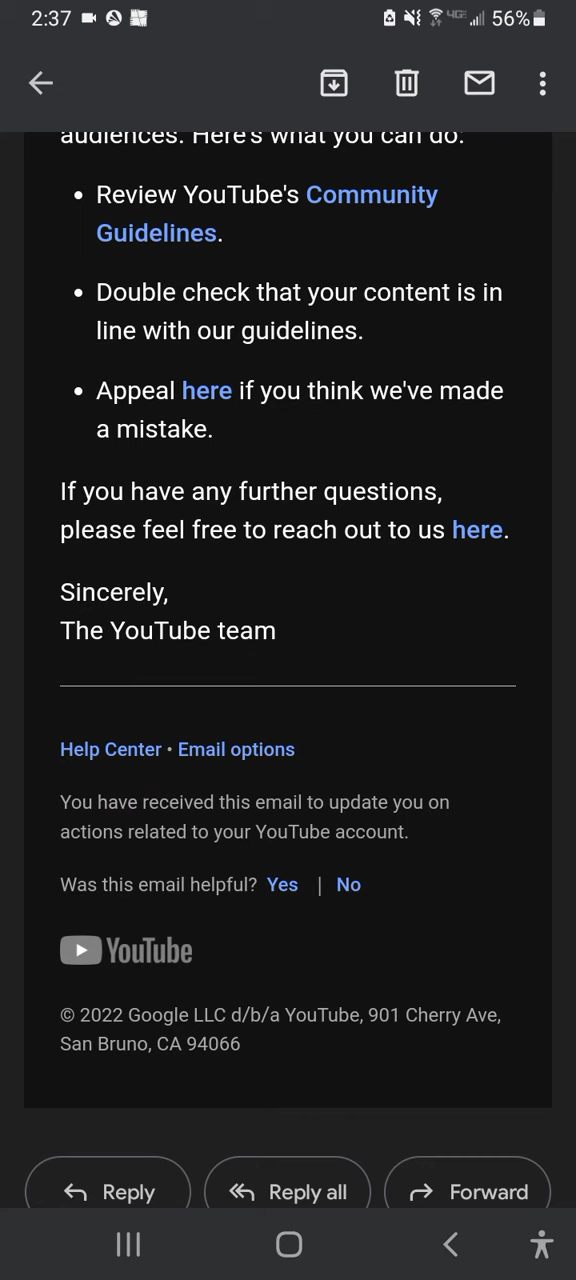 2:37 4GE 56%
audiences. Here's what you can do:
• Review YouTube's Community
Guidelines.
• Double check that your content is in
line with our guidelines.
• Appeal here if you think we've made
a mistake.
If you have any further questions,
please feel free to reach out to us here.
Sincerely,
The YouTube team
Help Center • Email options
You have received this email to update you on
actions related to your YouTube account.
Was this email helpful? Yes | No
YouTube
© 2022 Google LLC d/b/a YouTube, 901 Cherry Ave,
San Bruno, CA 94066
Reply Reply all Forward